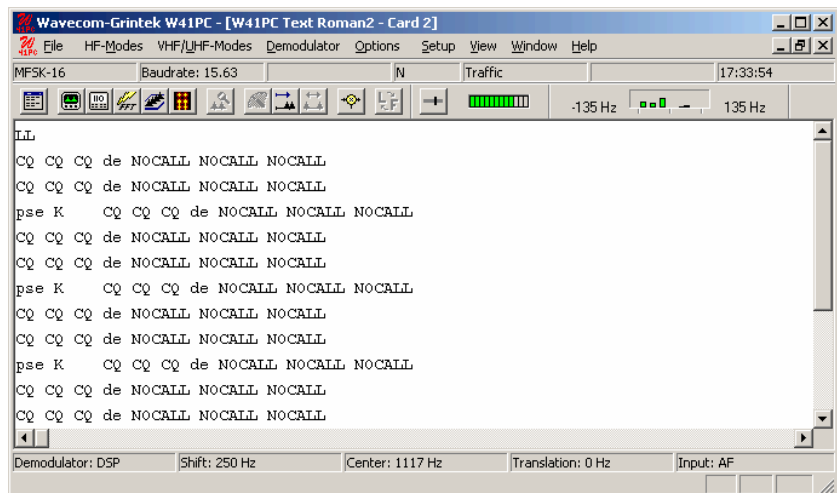 Wavecom-Grintek W41PC - [W41PC Text Roman2 - Card 2]
File HF-Modes VHF/UHF-Modes Demodulator Options Setup View Window Help
MFSK-16 Baudrate: 15.63 N Traffic 17:33:54
-135 Hz 135 Hz
LL
CQ CQ CQ de NOCALL NOCALL NOCALL
CQ CQ CQ de NOCALL NOCALL NOCALL
pse K CQ CQ CQ de NOCALL NOCALL NOCALL
CQ CQ CQ de NOCALL NOCALL NOCALL
CQ CQ CQ de NOCALL NOCALL NOCALL
pse K CQ CQ CQ de NOCALL NOCALL NOCALL
CQ CQ CQ de NOCALL NOCALL NOCALL
CQ CQ CQ de NOCALL NOCALL NOCALL
pse K CQ CQ CQ de NOCALL NOCALL NOCALL
CQ CQ CQ de NOCALL NOCALL NOCALL
CQ CQ CQ de NOCALL NOCALL NOCALL
Demodulator: DSP Shift: 250 Hz Center: 1117 Hz Translation: 0 Hz Input: AF